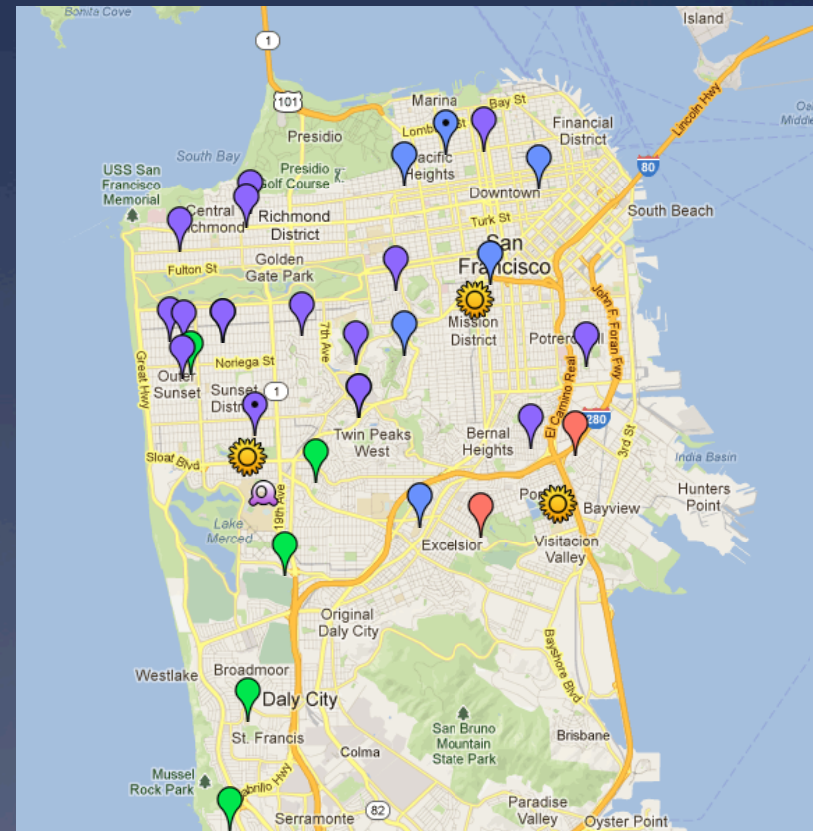 Bonita Cove
Island
1
101
Marina
Bay St
Lombard St
Presidio
Financial
District
Lincoln Hwy
South Bay
Presidio
Golf Course
Pacific
Heights
80
USS San
Francisco
Memorial
Downtown
Central
Richmond
Richmond
District
Turk St
South Beach
San
Francisco
Fulton St
Golden
Gate Park
John F. Foran Fwy
Mission
District
7th Ave
Great Hwy
Noriega St
Outer
Sunset
Sunset
District
1
El Camino Real
280
3rd St
Twin Peaks
West
Bernal
Heights
Sloat Blvd
India Basin
19th Ave
Hunters
Point
Bayview
Lake
Merced
Excelsior
Visitacion
Valley
Original
Daly City
Bayshore Blvd
Westlake
Broadmoor
Daly City
St. Francis
San Bruno
Mountain
State Park
Brisbane
Colma
Mussel
Rock Park
Cabrillo Hwy
82
Serramonte
Paradise
Valley
Oyster Point